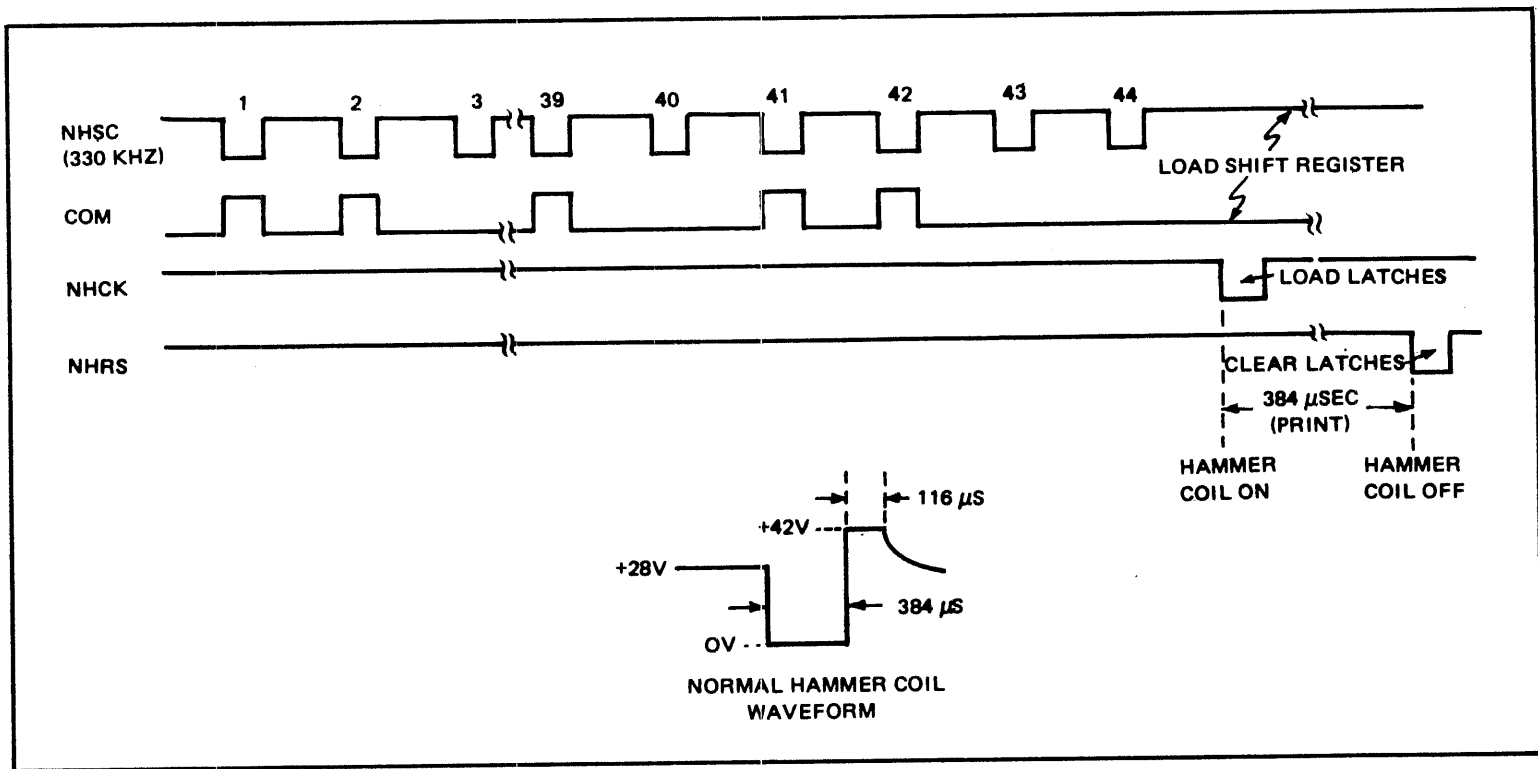 1 2 3 39 40 41 42 43 44
NHSC
(330 KHZ)
LOAD SHIFT REGISTER
COM
NHCK
LOAD LATCHES
NHRS
CLEAR LATCHES
384 μSEC
(PRINT)
HAMMER
COIL ON
HAMMER
COIL OFF
116 μS
+42V
+28V
384 μS
0V
NORMAL HAMMER COIL
WAVEFORM